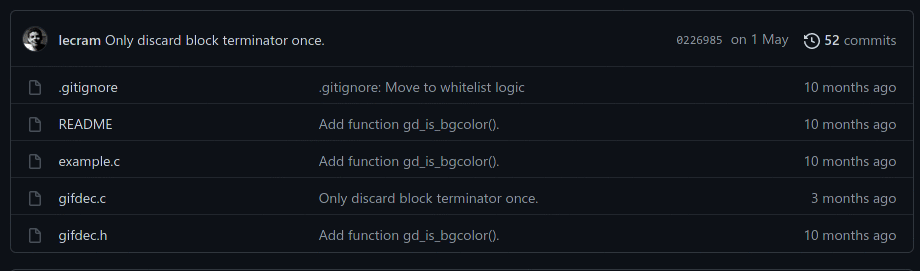 lecram Only discard block terminator once. 0226985 on 1 May 52 commits
.gitignore .gitignore: Move to whitelist logic 10 months ago
README Add function gd_is_bgcolor(). 10 months ago
example.c Add function gd_is_bgcolor(). 10 months ago
gifdec.c Only discard block terminator once. 3 months ago
gifdec.h Add function gd_is_bgcolor(). 10 months ago